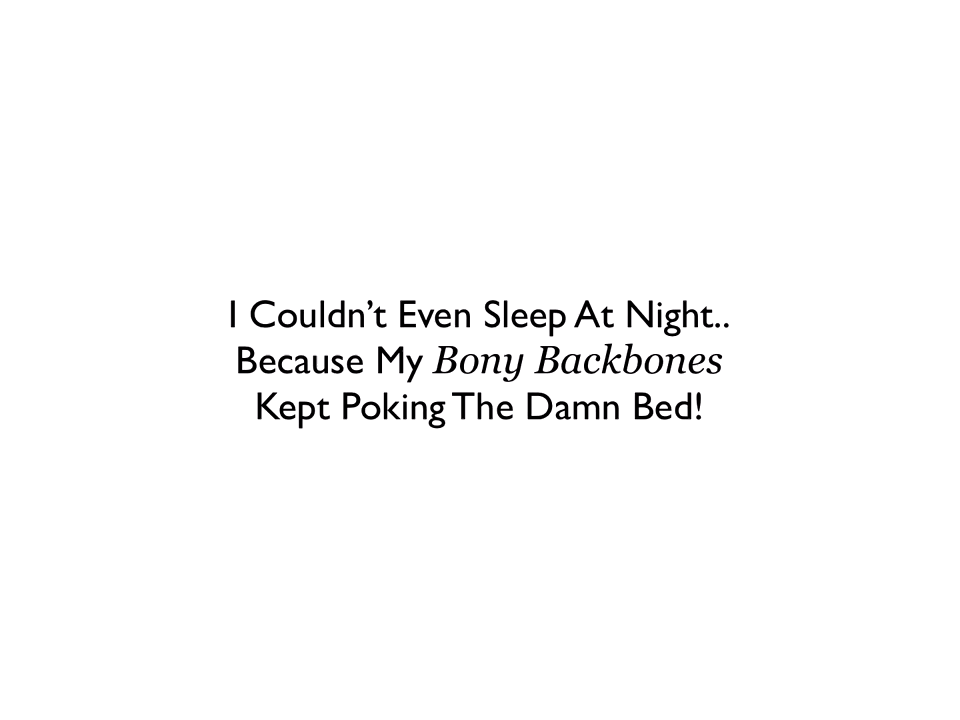 I Couldn’t Even Sleep At Night..
Because My Bony Backbones
Kept Poking The Damn Bed!